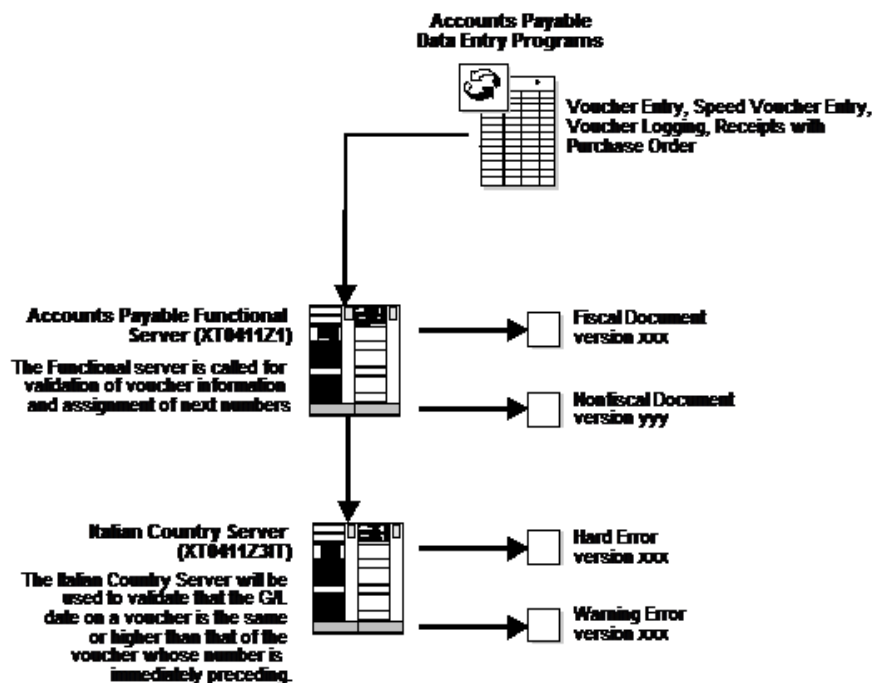 Accounts Payable
Data Entry Programs
Voucher Entry, Speed Voucher Entry,
Voucher Logging, Receipts with
Purchase Order
Accounts Payable Functional
Server (XT0411Z1)
The Functional server is called for
validation of voucher information
and assignment of next numbers
Fiscal Document
version xxx
Nonfiscal Document
version yyy
Italian Country Server
(XT0411Z3IT)
The Italian Country Server will be
used to validate that the G/L
date on a voucher is the same
or higher than that of the
voucher whose number is
immediately preceding.
Hard Error
version xxx
Warning Error
version xxx